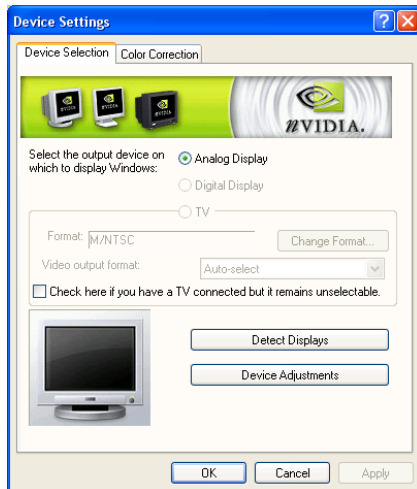 Device Settings
Device Selection
Color Correction
NVIDIA.
Select the output device on
which to display Windows:
Analog Display
Digital Display
TV
Format: M/NTSC
Change Format...
Video output format:
Auto-select
Check here if you have a TV connected but it remains unselectable.
Detect Displays
Device Adjustments
OK
Cancel
Apply